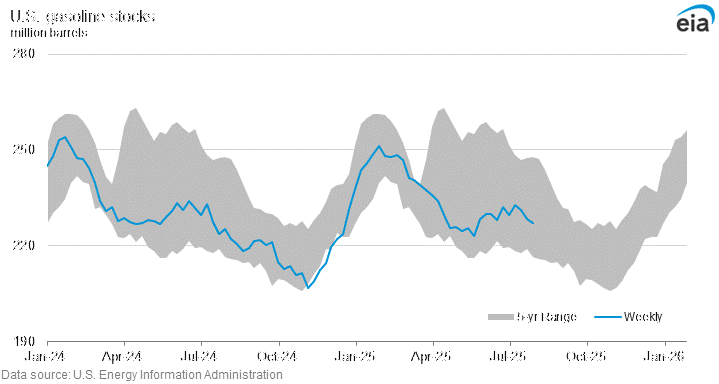 U.S. gasoline stocks
eia
million barrels
280
250
220
5-yr Range
Weekly
190
Jan-24
Apr-24
Jul-24
Oct-24
Jan-25
Apr-25
Jul-25
Oct-25
Jan-26
Data source: U.S. Energy Information Administration